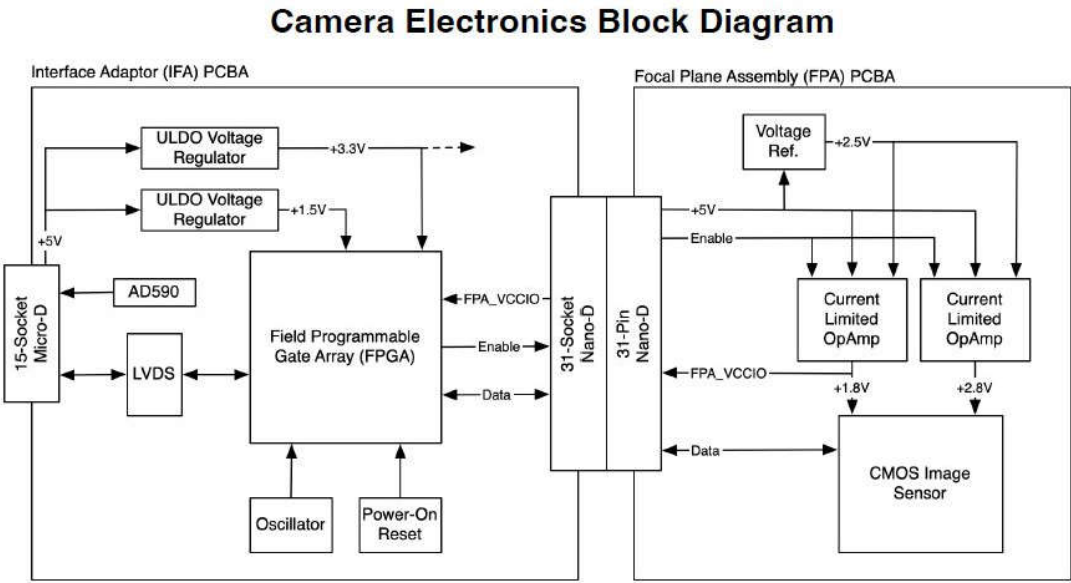 Camera Electronics Block Diagram
Interface Adaptor (IFA) PCBA
Focal Plane Assembly (FPA) PCBA
ULDO Voltage
Regulator
+3.3V
ULDO Voltage
Regulator
+1.5V
+5V
15-Socket
Micro-D
AD590
LVDS
Field Programmable
Gate Array (FPGA)
FPA_VCCIO
Enable
Data
Oscillator
Power-On
Reset
31-Socket
Nano-D
31-Pin
Nano-D
Voltage
Ref.
+2.5V
+5V
Enable
Current
Limited
OpAmp
Current
Limited
OpAmp
FPA_VCCIO
+1.8V
+2.8V
Data
CMOS Image
Sensor